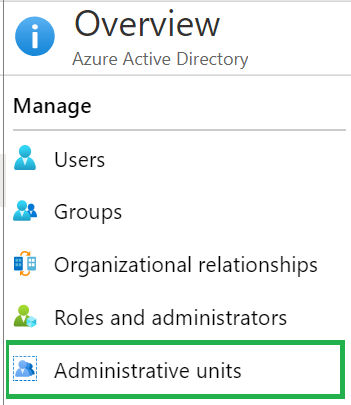 Overview
Azure Active Directory
Manage
Users
Groups
Organizational relationships
Roles and administrators
Administrative units